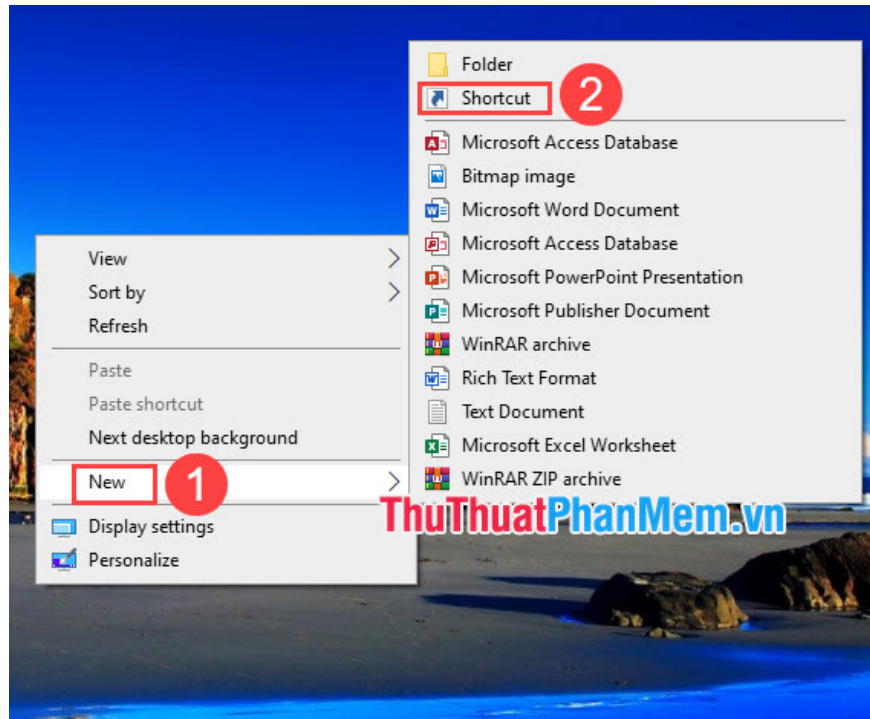 Folder
Shortcut
2
Microsoft Access Database
Bitmap image
Microsoft Word Document
Microsoft Access Database
Microsoft PowerPoint Presentation
Microsoft Publisher Document
WinRAR archive
Rich Text Format
Text Document
Microsoft Excel Worksheet
WinRAR ZIP archive
View
Sort by
Refresh
Paste
Paste shortcut
Next desktop background
New
1
Display settings
Personalize
ThuThuatPhanMem.vn